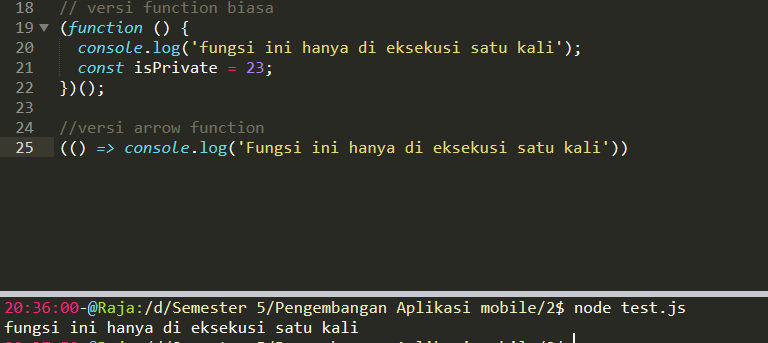 18 // versi function biasa
19 (function () {
20 console.log('fungsi ini hanya di eksekusi satu kali');
21 const isPrivate = 23;
22 })();
23
24 //versi arrow function
25 (() => console.log('Fungsi ini hanya di eksekusi satu kali'))
20:36:00-@Raja:/d/Semester 5/Pengembangan Aplikasi mobile/2$ node test.js
fungsi ini hanya di eksekusi satu kali